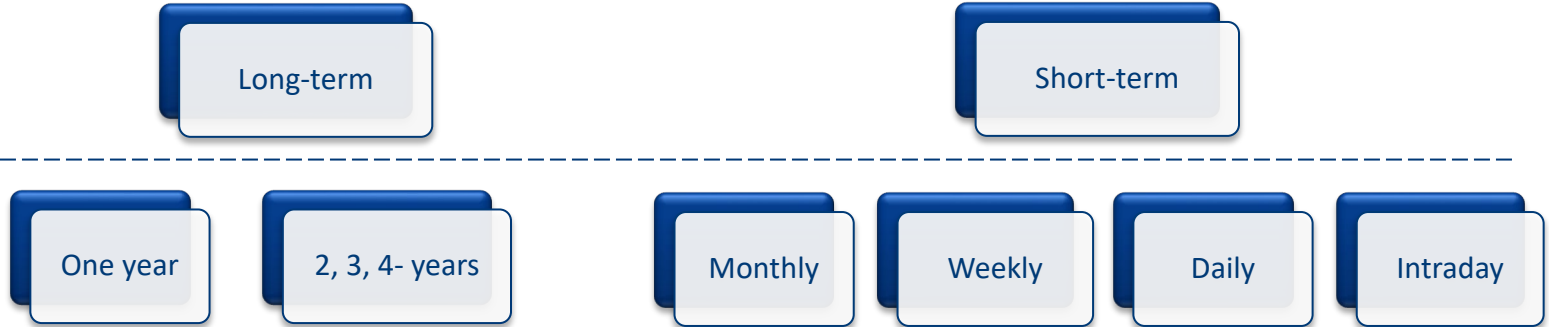 Long-term
Short-term
One year
2, 3, 4- years
Monthly
Weekly
Daily
Intraday